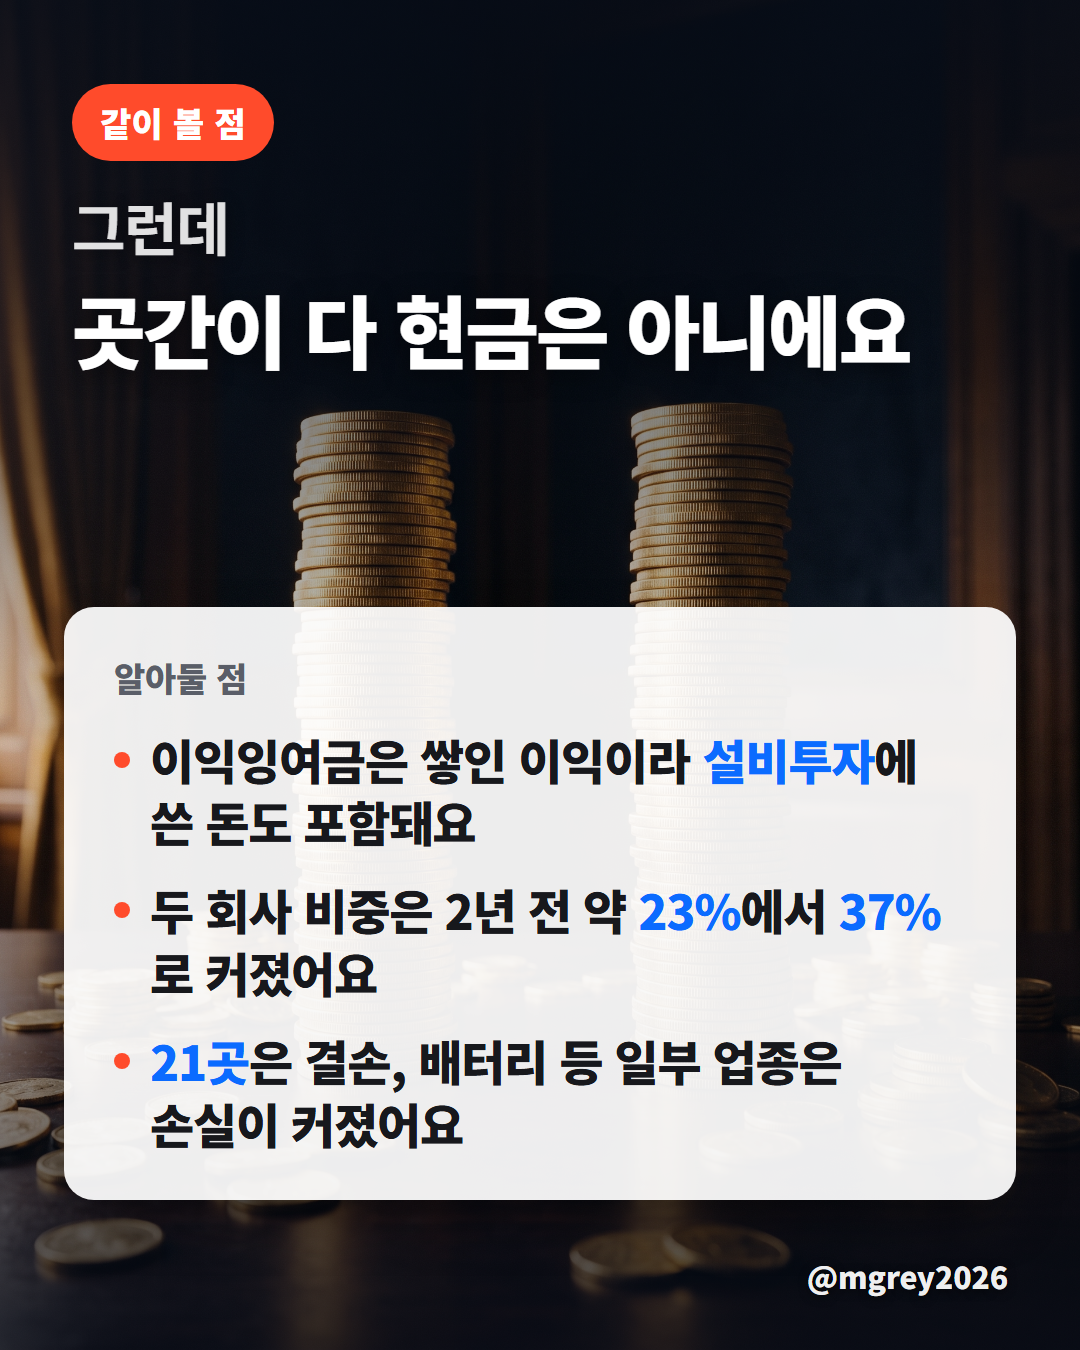 같이 볼 점
그런데
곳간이 다 현금은 아니에요
알아둘 점
이익잉여금은 쌓인 이익이라 설비투자에
쓴 돈도 포함돼요
두 회사 비중은 2년 전 약 23%에서 37%
로 커졌어요
21곳은 결손, 배터리 등 일부 업종은
손실이 커졌어요
@mgrey2026